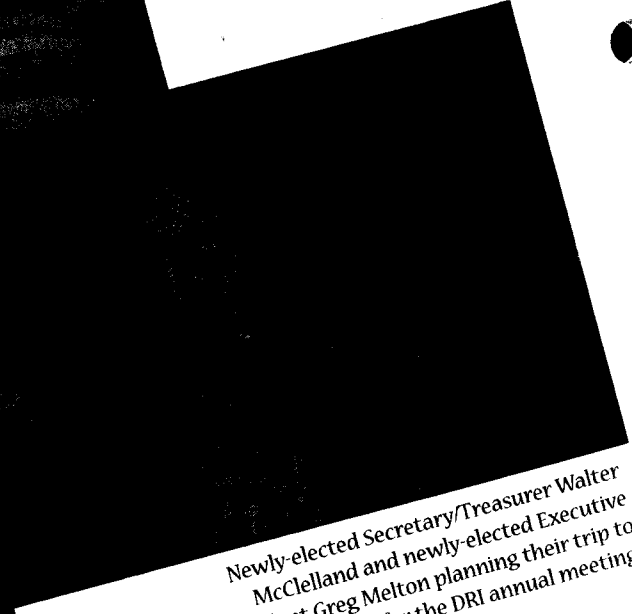 Newly-elected Secretary/Treasurer Walter
McClelland and newly-elected Executive
Greg Melton planning their trip to
the DRI annual meeting